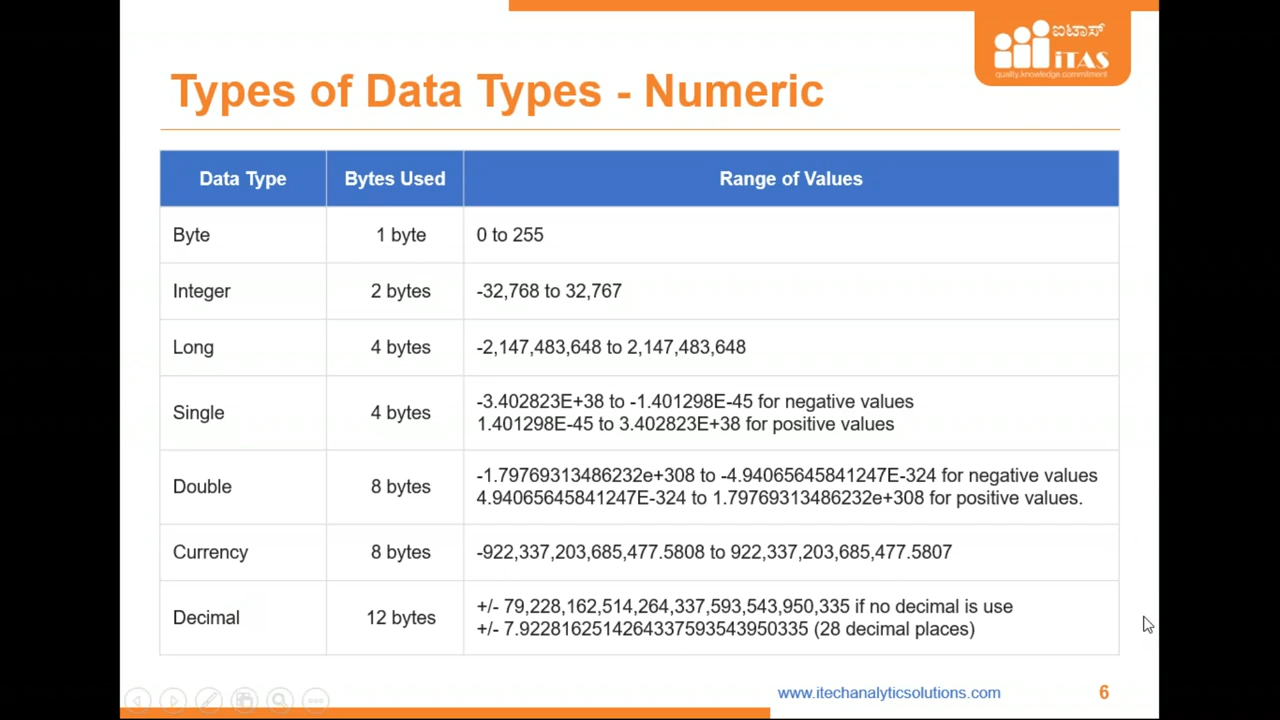 ಐಟಾಸ್
iTAS
quality.knowledge.commitment
Types of Data Types - Numeric
Data Type Bytes Used Range of Values
Byte 1 byte 0 to 255
Integer 2 bytes -32,768 to 32,767
Long 4 bytes -2,147,483,648 to 2,147,483,648
Single 4 bytes -3.402823E+38 to -1.401298E-45 for negative values
1.401298E-45 to 3.402823E+38 for positive values
Double 8 bytes -1.79769313486232e+308 to -4.94065645841247E-324 for negative values
4.94065645841247E-324 to 1.79769313486232e+308 for positive values.
Currency 8 bytes -922,337,203,685,477.5808 to 922,337,203,685,477.5807
Decimal 12 bytes +/- 79,228,162,514,264,337,593,543,950,335 if no decimal is use
+/- 7.9228162514264337593543950335 (28 decimal places)
www.itechanalyticsolutions.com 6